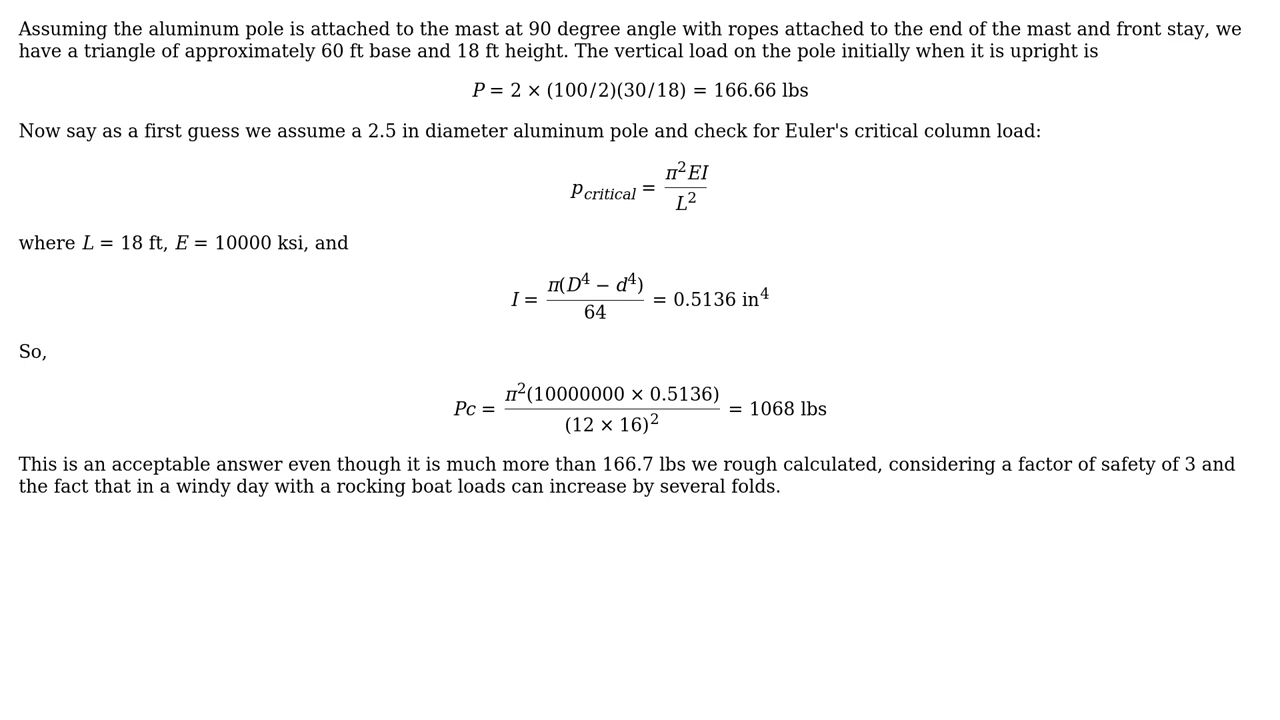 Assuming the aluminum pole is attached to the mast at 90 degree angle with ropes attached to the end of the mast and front stay, we
have a triangle of approximately 60 ft base and 18 ft height. The vertical load on the pole initially when it is upright is
P = 2 × (100/2)(30/18) = 166.66 lbs
Now say as a first guess we assume a 2.5 in diameter aluminum pole and check for Euler's critical column load:
p_critical = π²EI / L²
where L = 18 ft, E = 10000 ksi, and
I = π(D⁴ − d⁴) / 64 = 0.5136 in⁴
So,
Pc = π²(10000000 × 0.5136) / (12 × 16)² = 1068 lbs
This is an acceptable answer even though it is much more than 166.7 lbs we rough calculated, considering a factor of safety of 3 and
the fact that in a windy day with a rocking boat loads can increase by several folds.